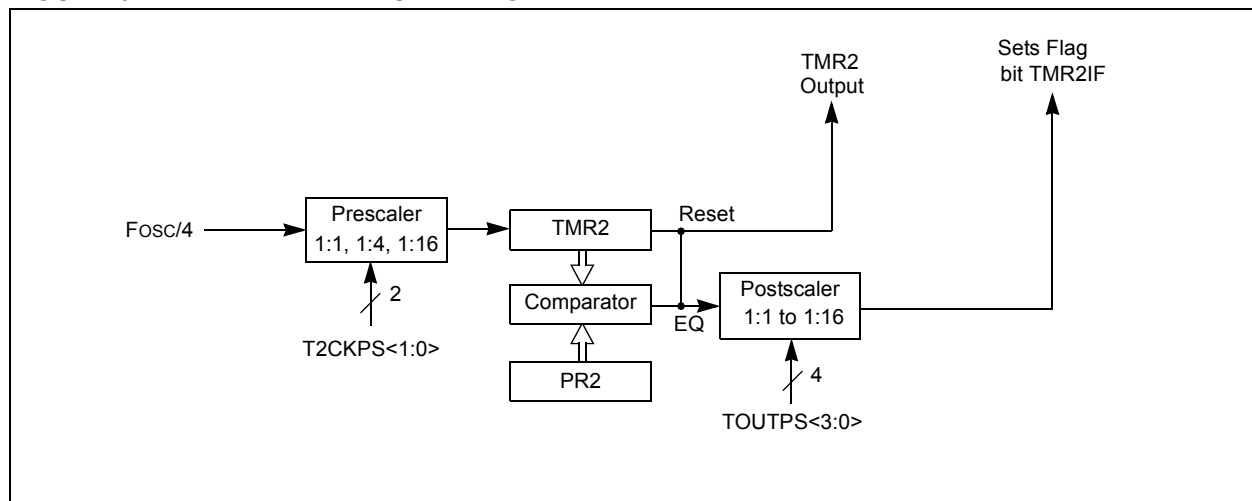 TMR2
Output
Sets Flag
bit TMR2IF
FOSC/4
Prescaler
1:1, 1:4, 1:16
2
T2CKPS<1:0>
TMR2
Reset
Comparator
EQ
PR2
Postscaler
1:1 to 1:16
4
TOUTPS<3:0>